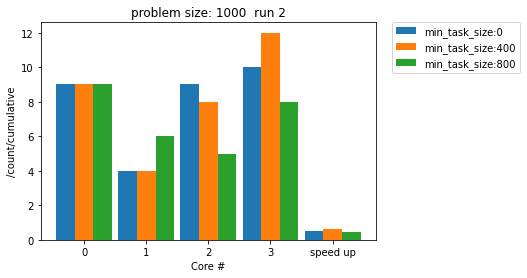 problem size: 1000  run 2
min_task_size:0
min_task_size:400
min_task_size:800
/count/cumulative
12
10
8
6
4
2
0
0 1 2 3 speed up
Core #